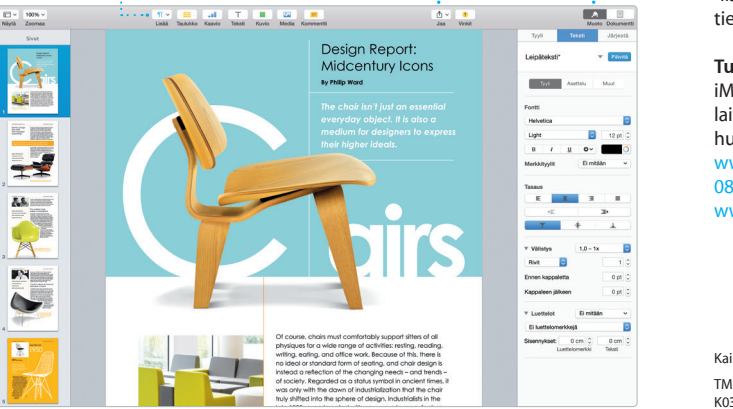 Näytä
100%
Zoomaa
Lisää
Taulukko
Kaavio
Teksti
Kuvio
Media
Kommentti
Jaa
Vinkit
Muoto
Dokumentti
Sivut
1
2
3
4
5
Design Report:
Midcentury Icons
By Philip Ward
The chair isn't just an essential
everyday object. It is also a
medium for designers to express
their higher ideals.
C airs
Of course, chairs must comfortably support sitters of all
physiques for a wide range of activities: resting, reading,
writing, eating, and office work. Because of this, there is
no ideal or standard form of seating, and chair design is
instead a reflection of the changing needs – and trends –
of society. Regarded as a status symbol in ancient times, it
was only with the dawn of industrialization that the chair
truly shifted into the sphere of design. Industrialists in the
Tyyli
Teksti
Järjestä
Leipäteksti*
Päivitä
Tyyli
Asettelu
Muut
Fontti
Helvetica
Light
12 pt
B I U
Merkkityylit
Ei mitään
Tasaus
Välistys
1,0 – 1x
Rivit
1
Ennen kappaletta
0 pt
Kappaleen jälkeen
0 pt
Luettelot
Ei mitään
Ei luettelomerkkejä
Sisennykset:
0 cm
0 cm
Luettelomerkki
Teksti
tie
Tu
iM
lai
hu
ww
08
ww
Kai
TM
K03